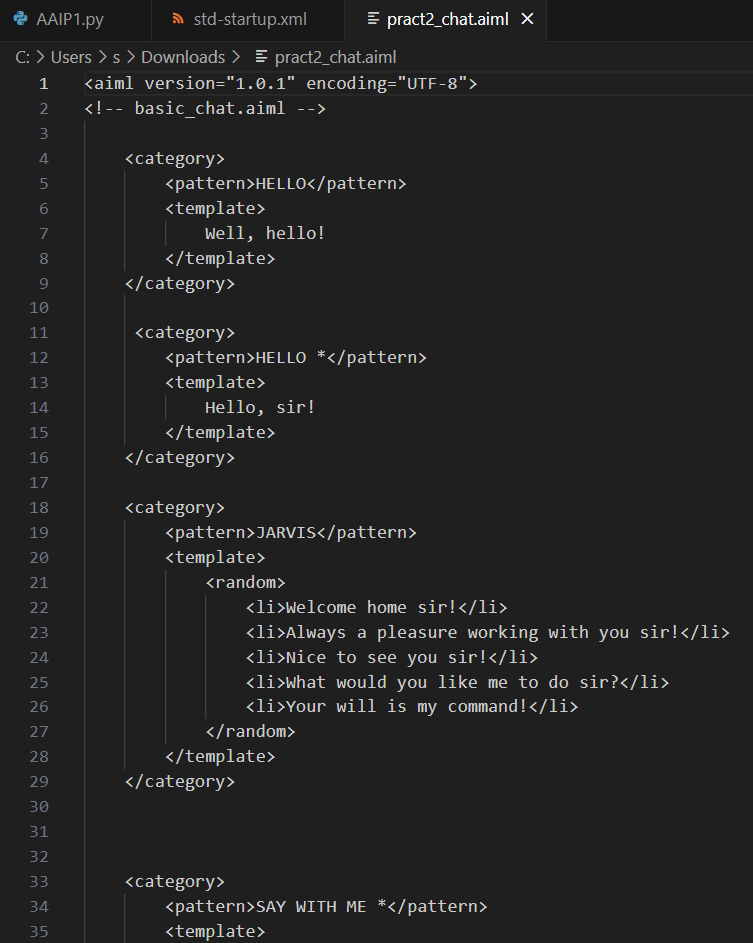 AAIP1.py std-startup.xml pract2_chat.aiml ×
C: > Users > s > Downloads > pract2_chat.aiml
1 <aiml version="1.0.1" encoding="UTF-8">
2 <!-- basic_chat.aiml -->
3
4 <category>
5 <pattern>HELLO</pattern>
6 <template>
7 Well, hello!
8 </template>
9 </category>
10
11 <category>
12 <pattern>HELLO *</pattern>
13 <template>
14 Hello, sir!
15 </template>
16 </category>
17
18 <category>
19 <pattern>JARVIS</pattern>
20 <template>
21 <random>
22 <li>Welcome home sir!</li>
23 <li>Always a pleasure working with you sir!</li>
24 <li>Nice to see you sir!</li>
25 <li>What would you like me to do sir?</li>
26 <li>Your will is my command!</li>
27 </random>
28 </template>
29 </category>
30
31
32
33 <category>
34 <pattern>SAY WITH ME *</pattern>
35 <template>